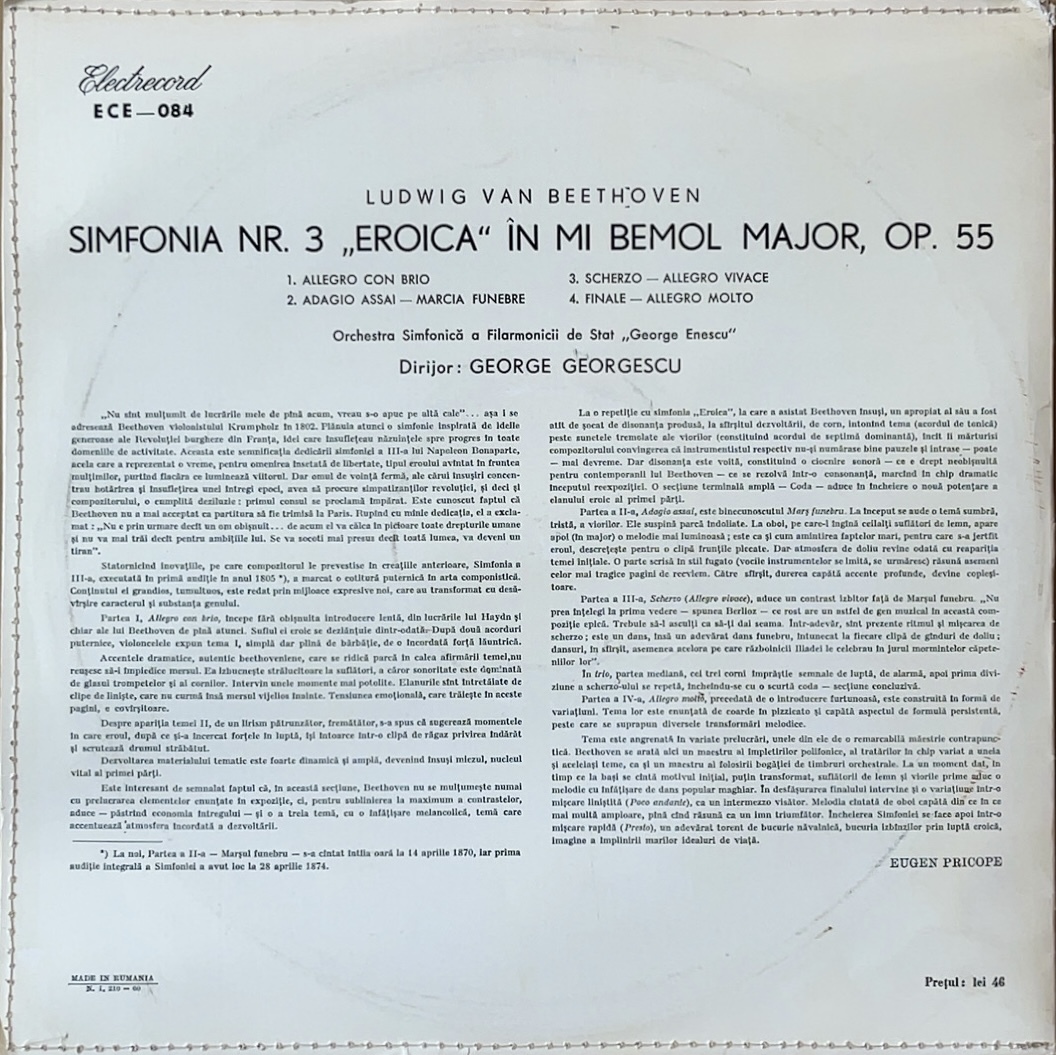 Electrecord
ECE—084
LUDWIG VAN BEETHOVEN
SIMFONIA NR. 3 „EROICA“ ÎN MI BEMOL MAJOR, OP. 55
1. ALLEGRO CON BRIO
2. ADAGIO ASSAI — MARCIA FUNEBRE
3. SCHERZO — ALLEGRO VIVACE
4. FINALE — ALLEGRO MOLTO
Orchestra Simfonică a Filarmonicii de Stat „George Enescu”
Dirijor: GEORGE GEORGESCU
„Nu sînt mulţumit de lucrările mele de pînă acum, vreau s-o apuc pe altă cale”... aşa i se
adresează Beethoven violonistului Krumpholz în 1802. Plănuia atunci o simfonie inspirată de ideile
generoase ale Revoluţiei burgheze din Franţa, idei care însufleţeau năzuinţele spre progres în toate
domeniile de activitate. Aceasta este semnificaţia dedicării simfoniei a III-a lui Napoleon Bonaparte,
acela care a reprezentat o vreme, pentru omenirea însetată de libertate, tipul eroului avîntat în fruntea
mulţimilor, purtînd flacăra ce luminează viitorul. Dar omul de voinţă fermă, ale cărui însuşiri concen-
trau hotărîrea şi însufleţirea unei întregi epoci, avea să procure simpatizanţilor revoluţiei, şi deci şi
compozitorului, o cumplită deziluzie: primul consul se proclamă împărat. Este cunoscut faptul că
Beethoven nu a mai acceptat ca partitura să fie trimisă la Paris. Rupînd cu mînie dedicaţia, el a excla-
mat: „Nu e prin urmare decît un om obişnuit... de acum el va călca în picioare toate drepturile umane
şi nu va mai trăi decît pentru ambiţiile lui. Se va socoti mai presus decît toată lumea, va deveni un
tiran”.
Statornicind inovaţiile, pe care compozitorul le prevestise în creaţiile anterioare, Simfonia a
III-a, executată în primă audiţie în anul 1805 *), a marcat o cotitură puternică în arta componistică.
Conţinutul ei grandios, tumultuos, este redat prin mijloace expresive noi, care au transformat cu desă-
vîrşire caracterul şi substanţa genului.
Partea I, Allegro con brio, începe fără obişnuita introducere lentă, din lucrările lui Haydn şi
chiar ale lui Beethoven de pînă atunci. Suflul ei eroic se dezlănţuie dintr-odată. După două acorduri
puternice, violoncelele expun tema I, simplă dar plină de bărbăţie, de o încordată forţă lăuntrică.
Accentele dramatice, autentic beethoveniene, care se ridică parcă în calea afirmării temei,nu
reuşesc să-i împiedice mersul. Ea izbucneşte strălucitoare la suflători, a căror sonoritate este dominată
de glasul trompetelor şi al cornilor. Intervin unele momente mai potolite. Elanurile sînt întretăiate de
clipe de linişte, care nu curmă însă mersul vijelios înainte. Tensiunea emoţională, care trăieşte în aceste
pagini, e covîrşitoare.
Despre apariţia temei II, de un lirism pătrunzător, fremătător, s-a spus că sugerează momentele
în care eroul, după ce şi-a încercat forţele în luptă, îşi întoarce într-o clipă de răgaz privirea îndărăt
şi scrutează drumul străbătut.
Dezvoltarea materialului tematic este foarte dinamică şi amplă, devenind însuşi miezul, nucleul
vital al primei părţi.
Este interesant de semnalat faptul că, în această secţiune, Beethoven nu se mulţumeşte numai
cu prelucrarea elementelor enunţate în expoziţie, ci, pentru sublinierea la maximum a contrastelor,
aduce — păstrînd economia întregului — şi o a treia temă, cu o înfăţişare melancolică, temă care
accentuează atmosfera încordată a dezvoltării.
*) La noi, Partea a II-a — Marşul funebru — s-a cîntat întîia oară la 14 aprilie 1870, iar prima
audiţie integrală a Simfoniei a avut loc la 28 aprilie 1874.
La o repetiţie cu simfonia „Eroica”, la care a asistat Beethoven însuşi, un apropiat al său a fost
atît de şocat de disonanţa produsă, la sfîrşitul dezvoltării, de corn, intonînd tema (acordul de tonică)
peste sunetele tremolate ale viorilor (constituind acordul de septimă dominantă), încît îi mărturisi
compozitorului convingerea că instrumentistul respectiv nu-şi numărase bine pauzele şi intrase — poate
— mai devreme. Dar disonanţa este voită, constituind o ciocnire sonoră — ce e drept neobişnuită
pentru contemporanii lui Beethoven — ce se rezolvă într-o consonanţă, marcînd în chip dramatic
începutul reexpoziţiei. O secţiune terminală amplă — Coda — aduce în încheiere o nouă potenţare a
elanului eroic al primei părţi.
Partea a II-a, Adagio assai, este binecunoscutul Marş funebru. La început se aude o temă sumbră,
tristă, a viorilor. Ele suspină parcă îndoliate. La oboi, pe care-l îngînă ceilalţi suflători de lemn, apare
apoi (în major) o melodie mai luminoasă; este ca şi cum amintirea faptelor mari, pentru care s-a jertfit
eroul, descreţeşte pentru o clipă frunţile plecate. Dar atmosfera de doliu revine odată cu reapariţia
temei iniţiale. O parte scrisă în stil fugato (vocile instrumentelor se imită, se urmăresc) răsună asemeni
celor mai tragice pagini de recviem. Către sfîrşit, durerea capătă accente profunde, devine copleşi-
toare.
Partea a III-a, Scherzo (Allegro vivace), aduce un contrast izbitor faţă de Marşul funebru. „Nu
pren înţelegi la prima vedere — spunea Berlioz — ce rost are un astfel de gen muzical în această com-
poziţie epică. Trebuie să-l asculţi ca să-ţi dai seama. Într-adevăr, sînt prezente ritmul şi mişcarea de
scherzo; este un dans, însă un adevărat dans funebru, întunecat la fiecare clipă de gînduri de doliu;
dansuri, în sfîrşit, asemenea acelora pe care războinicii Iliadei le celebrau în jurul mormintelor căpete-
niilor lor”.
În trio, partea mediană, cei trei corni împrăştie semnale de luptă, de alarmă, apoi prima divi-
ziune a scherzo-ului se repetă, încheindu-se cu o scurtă coda — secţiune concluzivă.
Partea a IV-a, Allegro molto, precedată de o introducere furtunoasă, este construită în formă de
variaţiuni. Tema lor este enunţată de coarde în pizzicato şi capătă aspectul de formulă persistentă,
peste care se suprapun diversele transformări melodice.
Tema este angrenată în variate prelucrări, unele din ele de o remarcabilă măestrie contrapunc-
tică. Beethoven se arată aici un maestru al împletirilor polifonice, al tratărilor în chip variat a uneia
şi aceleiaşi teme, ca şi un maestru al folosirii bogăţiei de timbruri orchestrale. La un moment dat, în
timp ce la başi se cîntă motivul iniţial, puţin transformat, suflătorii de lemn şi viorile prime aduc o
melodie cu înfăţişare de dans popular maghiar. În desfăşurarea finalului intervine şi o variaţiune într-o
mişcare liniştită (Poco andante), ca un intermezzo visător. Melodia cîntată de oboi capătă din ce în ce
mai multă amploare, pînă cînd răsună ca un imn triumfător. Încheierea Simfoniei se face apoi într-o
mişcare rapidă (Presto), un adevărat torent de bucurie năvalnică, bucuria izbînzilor prin luptă eroică,
imagine a împlinirii marilor idealuri de viaţă.
EUGEN PRICOPE
MADE IN RUMANIA
N. I. 210 — 60
Preţul: lei 46